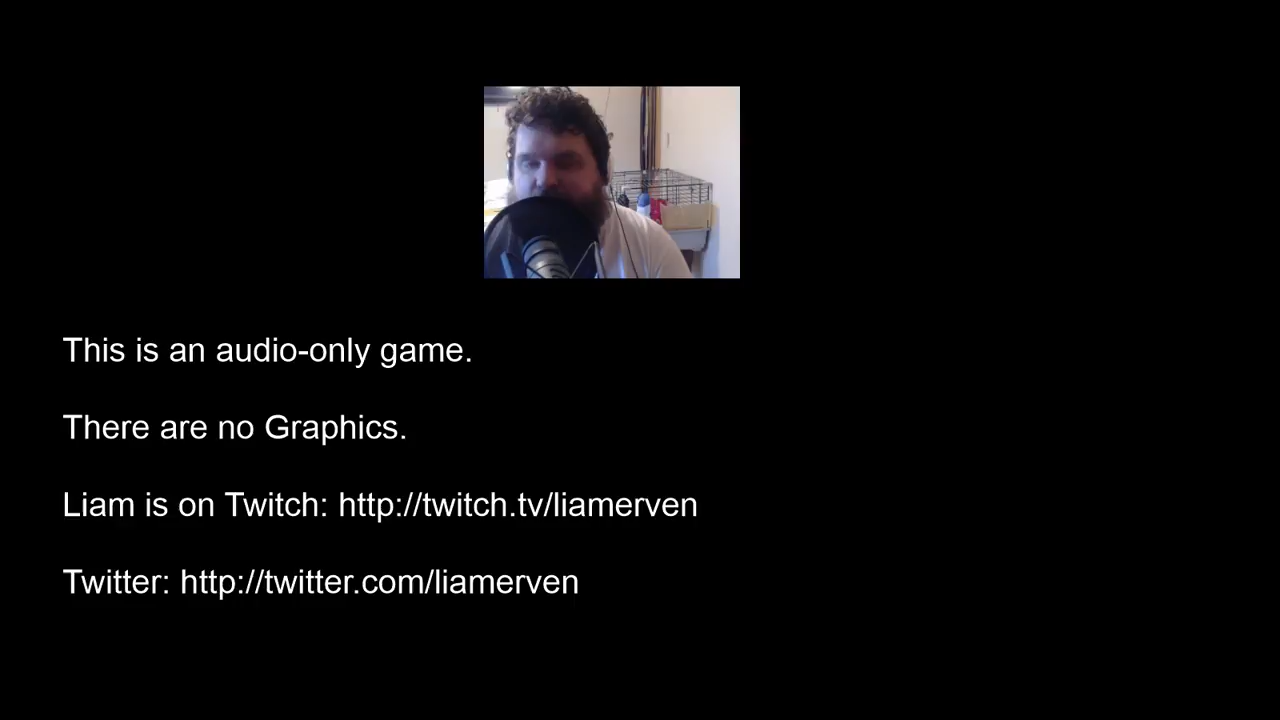 This is an audio-only game.
There are no Graphics.
Liam is on Twitch: http://twitch.tv/liamerven
Twitter: http://twitter.com/liamerven